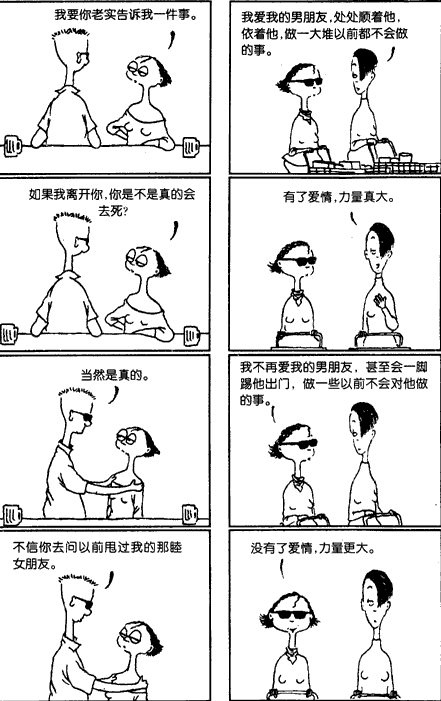 我要你老实告诉我一件事。
如果我离开你,你是不是真的会
去死?
当然是真的。
不信你去问以前甩过我的那睦
女朋友。
我爱我的男朋友,处处顺着他,
依着他,做一大堆以前都不会做
的事。
有了爱情,力量真大。
我不再爱我的男朋友，甚至会一脚
踢他出门，做一些以前不会对他做
的事。
没有了爱情,力量更大。